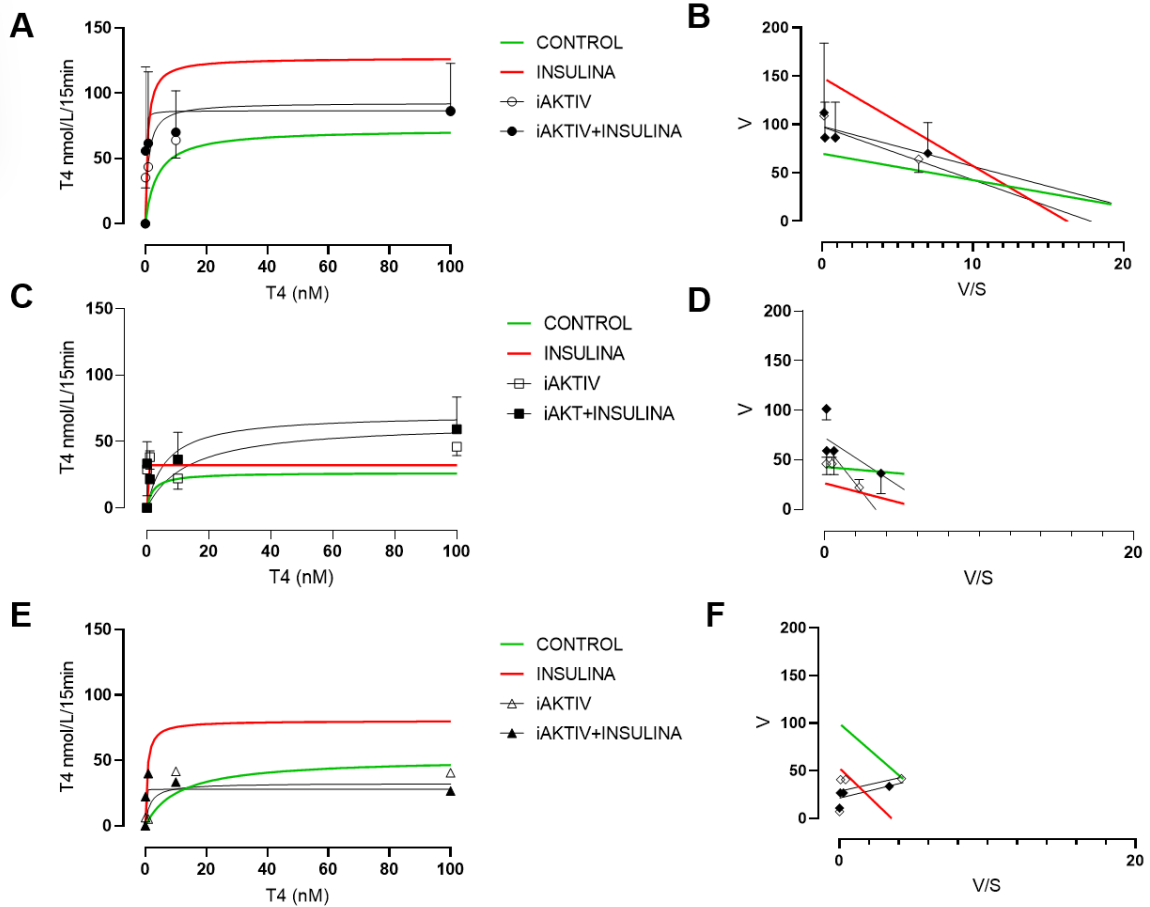 A
150
100
50
0
T4 nmol/L/15min
0 20 40 60 80 100
T4 (nM)
CONTROL
INSULINA
iAKTIV
iAKTIV+INSULINA
B
200
150
100
50
0
V
0 10 20
V/S
C
150
100
50
0
T4 nmol/L/15min
0 20 40 60 80 100
T4 (nM)
CONTROL
INSULINA
iAKTIV
iAKT+INSULINA
D
200
150
100
50
0
V
0 20
V/S
E
150
100
50
0
T4 nmol/L/15min
0 20 40 60 80 100
T4 (nM)
CONTROL
INSULINA
iAKTIV
iAKTIV+INSULINA
F
200
150
100
50
0
V
0 20
V/S